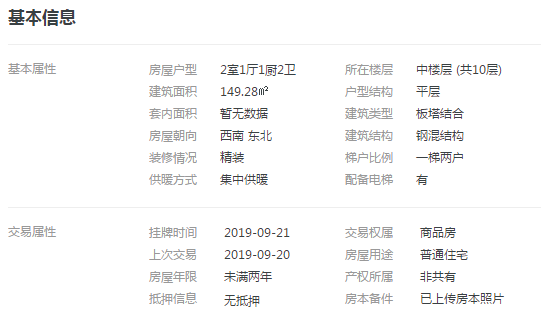 基本信息
基本属性 房屋户型 2室1厅1厨2卫 所在楼层 中楼层 (共10层)
建筑面积 149.28㎡ 户型结构 平层
套内面积 暂无数据 建筑类型 板塔结合
房屋朝向 西南 东北 建筑结构 钢混结构
装修情况 精装 梯户比例 一梯两户
供暖方式 集中供暖 配备电梯 有
交易属性 挂牌时间 2019-09-21 交易权属 商品房
上次交易 2019-09-20 房屋用途 普通住宅
房屋年限 未满两年 产权所属 非共有
抵押信息 无抵押 房本备件 已上传房本照片